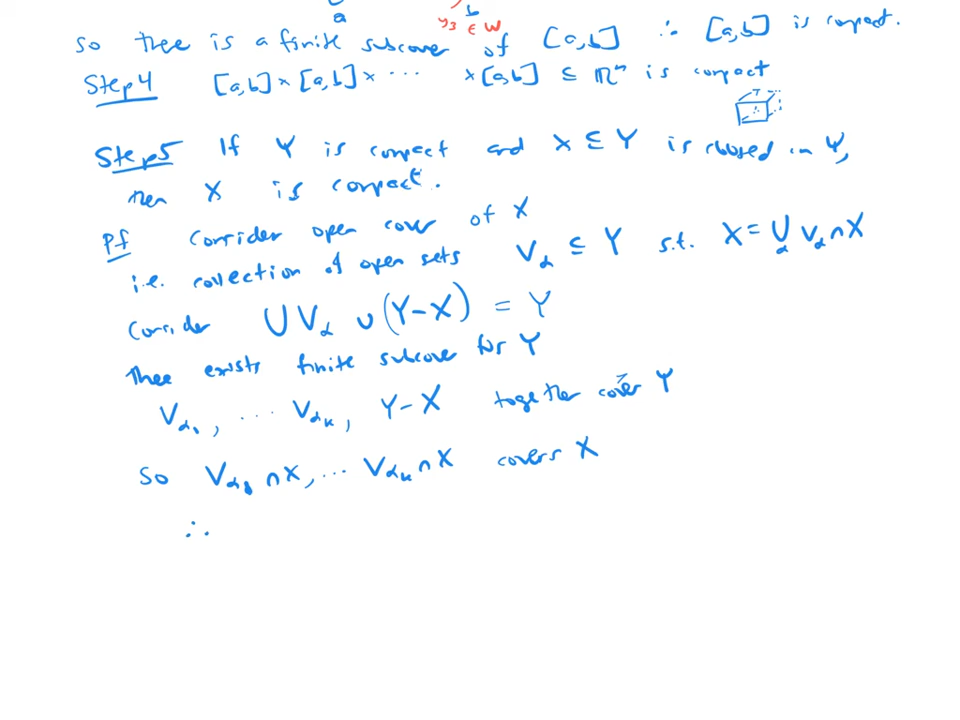 a
b
y₃ ∈ W
So there is a finite subcover of [a,b] ∴ [a,b] is compact.
Step 4 [a,b] × [a,b] × ⋯ × [a,b] ⊆ ℝⁿ is compact
Step 5 If Y is compact and X ⊆ Y is closed in Y,
then X is compact.
Pf Consider open cover of X
i.e. collection of open sets V_α ⊆ Y s.t. X = ⋃_α V_α ∩ X
Consider ⋃ V_α ∪ (Y − X) = Y
There exists finite subcover for Y
V_α₁, … V_αₖ, Y − X together cover Y
So V_α₁ ∩ X, … V_αₖ ∩ X covers X
∴